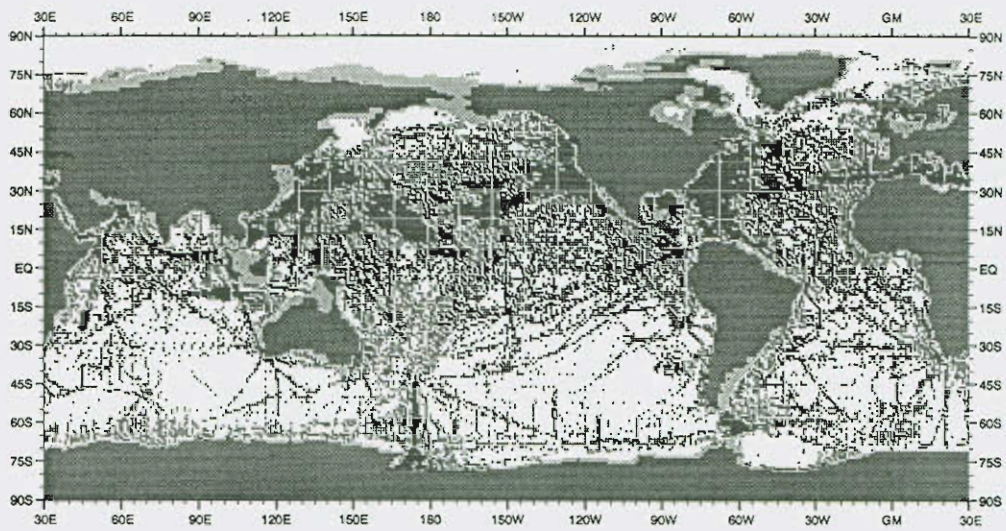 30E 60E 90E 120E 150E 180 150W 120W 90W 60W 30W GM 30E
90N 90N
75N 75N
60N 60N
45N 45N
30N 30N
15N 15N
EQ EQ
15S 15S
30S 30S
45S 45S
60S 60S
75S 75S
90S 90S
30E 60E 90E 120E 150E 180 150W 120W 90W 60W 30W GM 30E